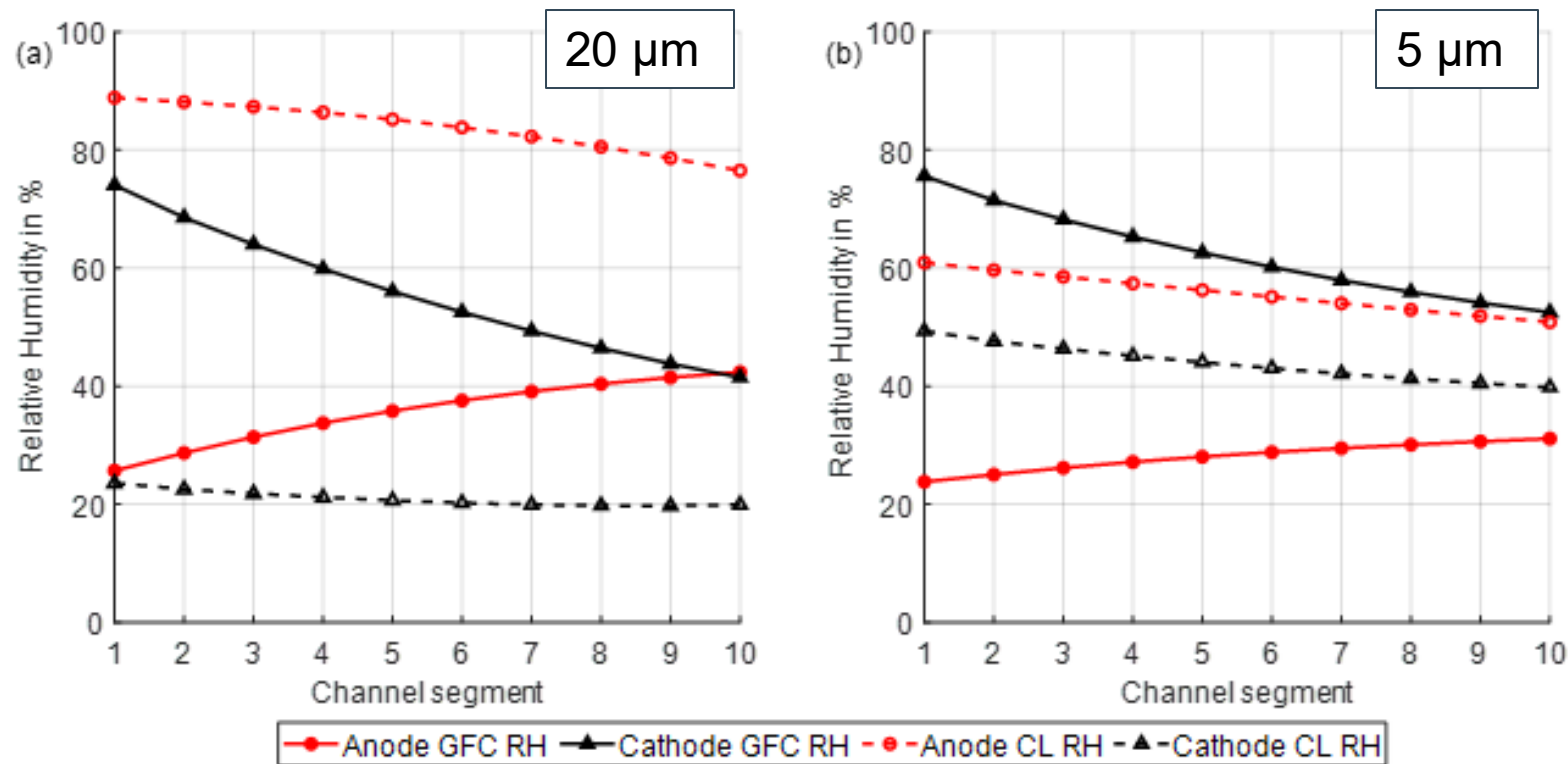 (a)
20 µm
Relative Humidity in %
100
80
60
40
20
0
1 2 3 4 5 6 7 8 9 10
Channel segment
(b)
5 µm
Relative Humidity in %
100
80
60
40
20
0
1 2 3 4 5 6 7 8 9 10
Channel segment
Anode GFC RH Cathode GFC RH Anode CL RH Cathode CL RH